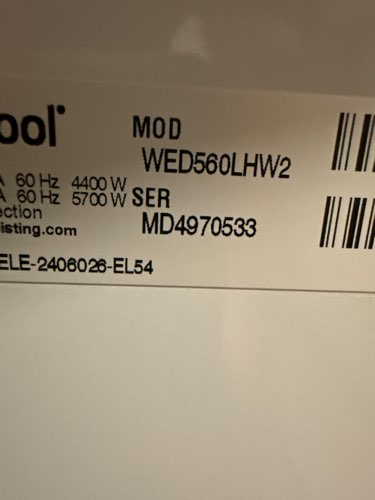 ool
MOD
WED560LHW2
A 60 Hz 4400 W
A 60 Hz 5700 W
SER
ection
MD4970533
isting.com
ELE-2406026-EL54